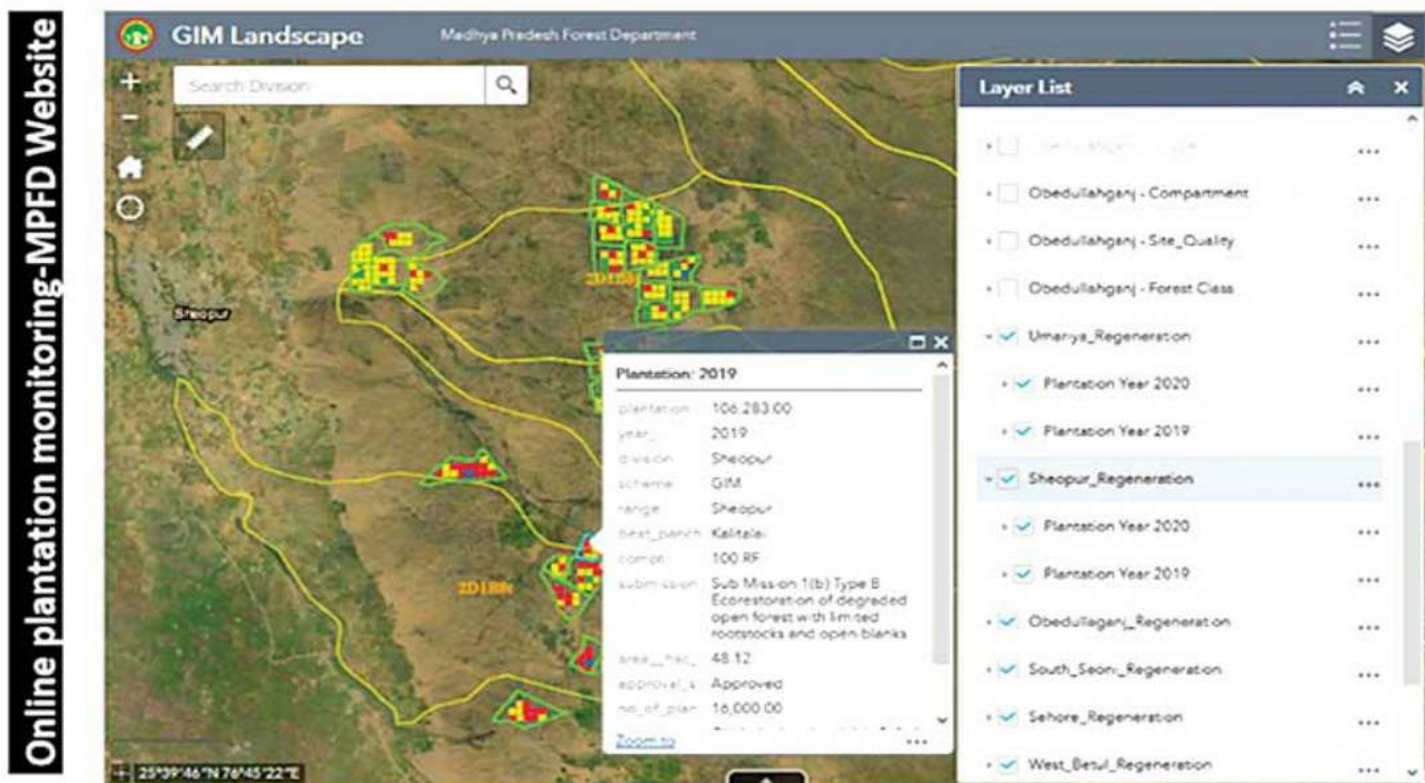 Online plantation monitoring-MPFD Website
GIM Landscape
Madhya Pradesh Forest Department
Search Division
Sheopur
2D1BRt
25°39'46"N 76°45'22"E
Plantation: 2019
plantation 106,283.00
year_ 2019
division Sheopur
scheme GIM
range Sheopur
beat_panch Kalitalai
compt 100 RF
submission Sub Mission 1(b) Type B
Ecorestoration of degraded
open forest with limited
rootstocks and open blanks
area__hac_ 48.12
approval_s Approved
no_of_plan 16,000.00
Zoom to
Layer List
Obedullahganj - Compartment
Obedullahganj - Site_Quality
Obedullahganj - Forest Class
Umariya_Regeneration
Plantation Year 2020
Plantation Year 2019
Sheopur_Regeneration
Plantation Year 2020
Plantation Year 2019
Obedullaganj_Regeneration
South_Seoni_Regeneration
Sehore_Regeneration
West_Betul_Regeneration